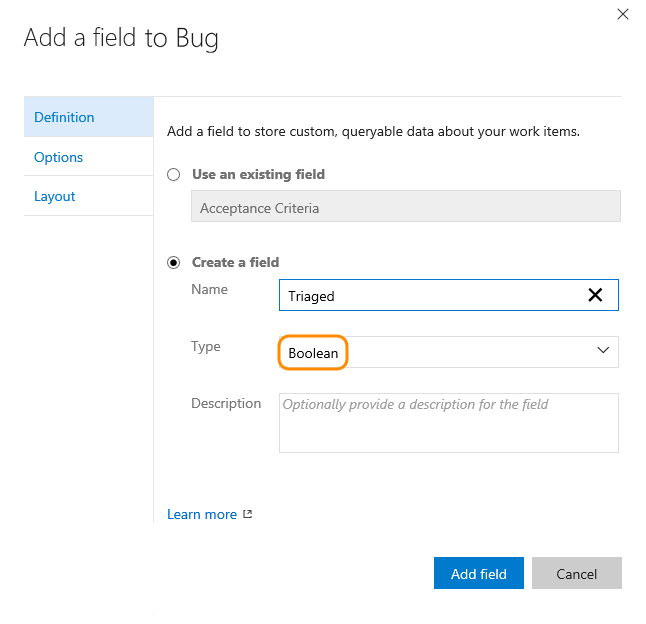 Add a field to Bug
Definition
Options
Layout
Add a field to store custom, queryable data about your work items.
Use an existing field
Acceptance Criteria
Create a field
Name
Triaged
Type
Boolean
Description
Optionally provide a description for the field
Learn more
Add field
Cancel